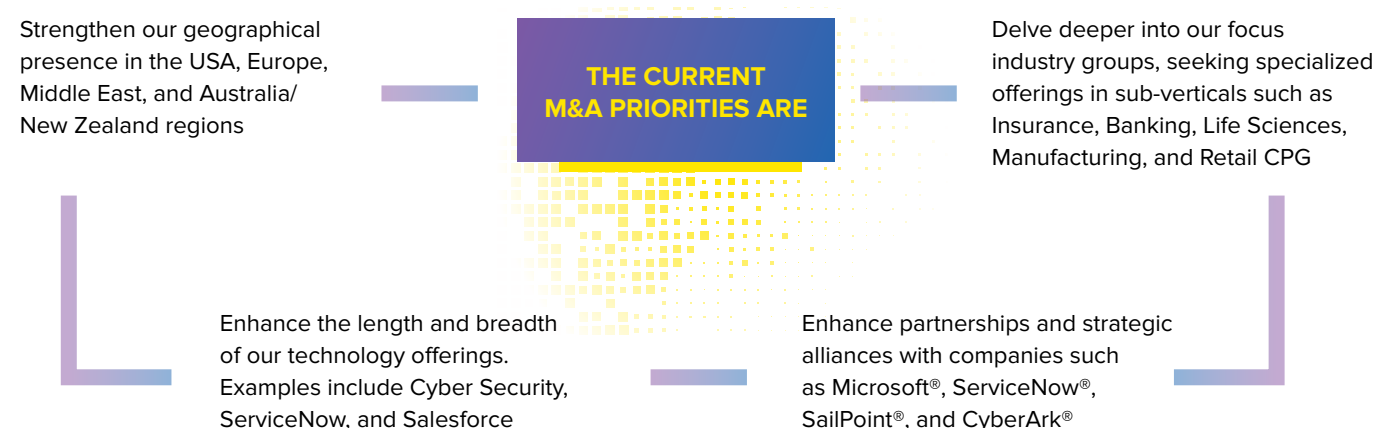 Strengthen our geographical
presence in the USA, Europe,
Middle East, and Australia/
New Zealand regions
THE CURRENT
M&A PRIORITIES ARE
Delve deeper into our focus
industry groups, seeking specialized
offerings in sub-verticals such as
Insurance, Banking, Life Sciences,
Manufacturing, and Retail CPG
Enhance the length and breadth
of our technology offerings.
Examples include Cyber Security,
ServiceNow, and Salesforce
Enhance partnerships and strategic
alliances with companies such
as Microsoft®, ServiceNow®,
SailPoint®, and CyberArk®